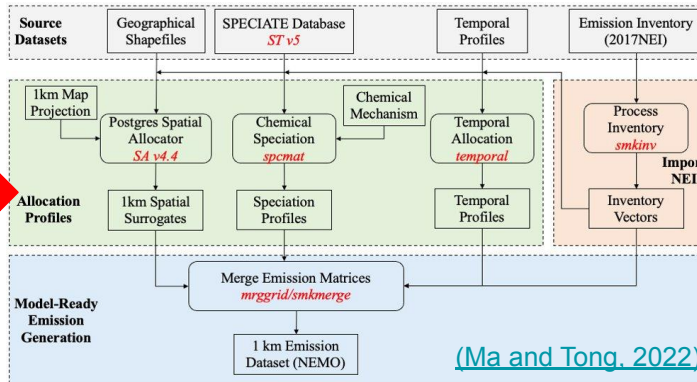 Source
Datasets
Geographical
Shapefiles
SPECIATE Database
ST v5
Temporal
Profiles
Emission Inventory
(2017NEI)
1km Map
Projection
Postgres Spatial
Allocator
SA v4.4
Chemical
Speciation
spcmat
Chemical
Mechanism
Temporal
Allocation
temporal
Process
Inventory
smkinv
Impor
NEI
Allocation
Profiles
1km Spatial
Surrogates
Speciation
Profiles
Temporal
Profiles
Inventory
Vectors
Model-Ready
Emission
Generation
Merge Emission Matrices
mrggrid/smkmerge
1 km Emission
Dataset (NEMO)
(Ma and Tong, 2022)